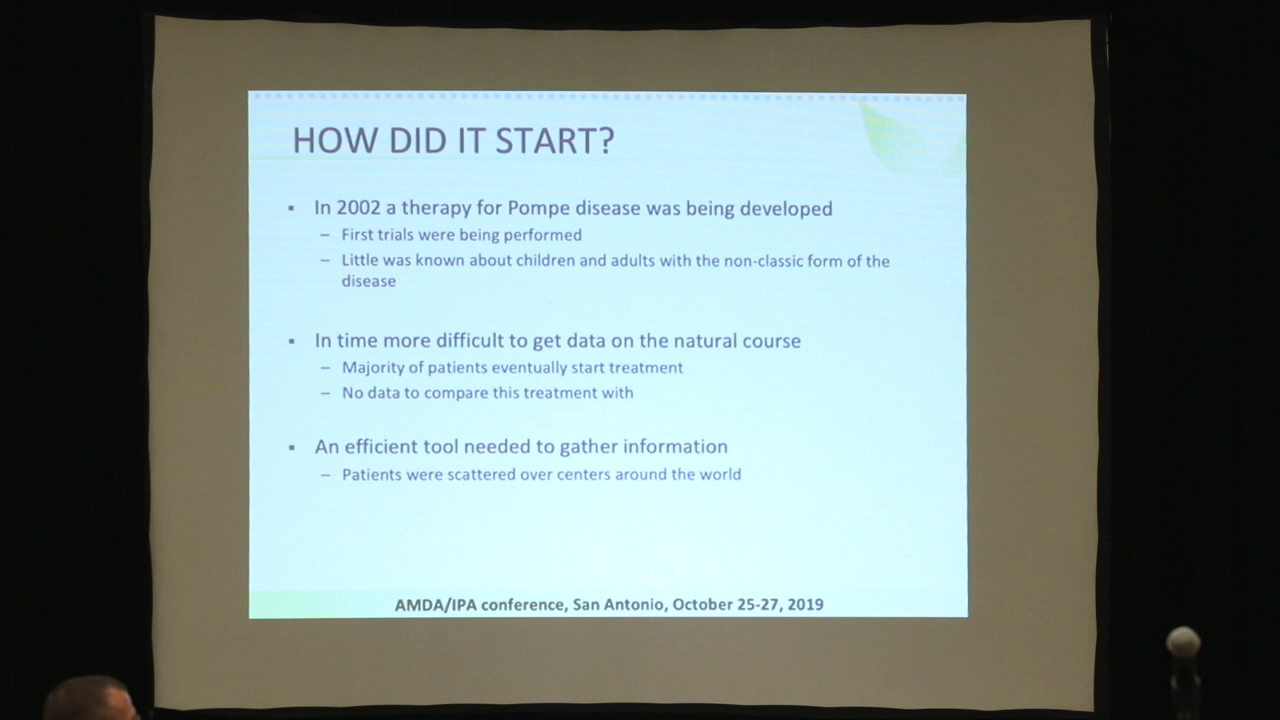 HOW DID IT START?
▪ In 2002 a therapy for Pompe disease was being developed
– First trials were being performed
– Little was known about children and adults with the non-classic form of the
disease
▪ In time more difficult to get data on the natural course
– Majority of patients eventually start treatment
– No data to compare this treatment with
▪ An efficient tool needed to gather information
– Patients were scattered over centers around the world
AMDA/IPA conference, San Antonio, October 25-27, 2019